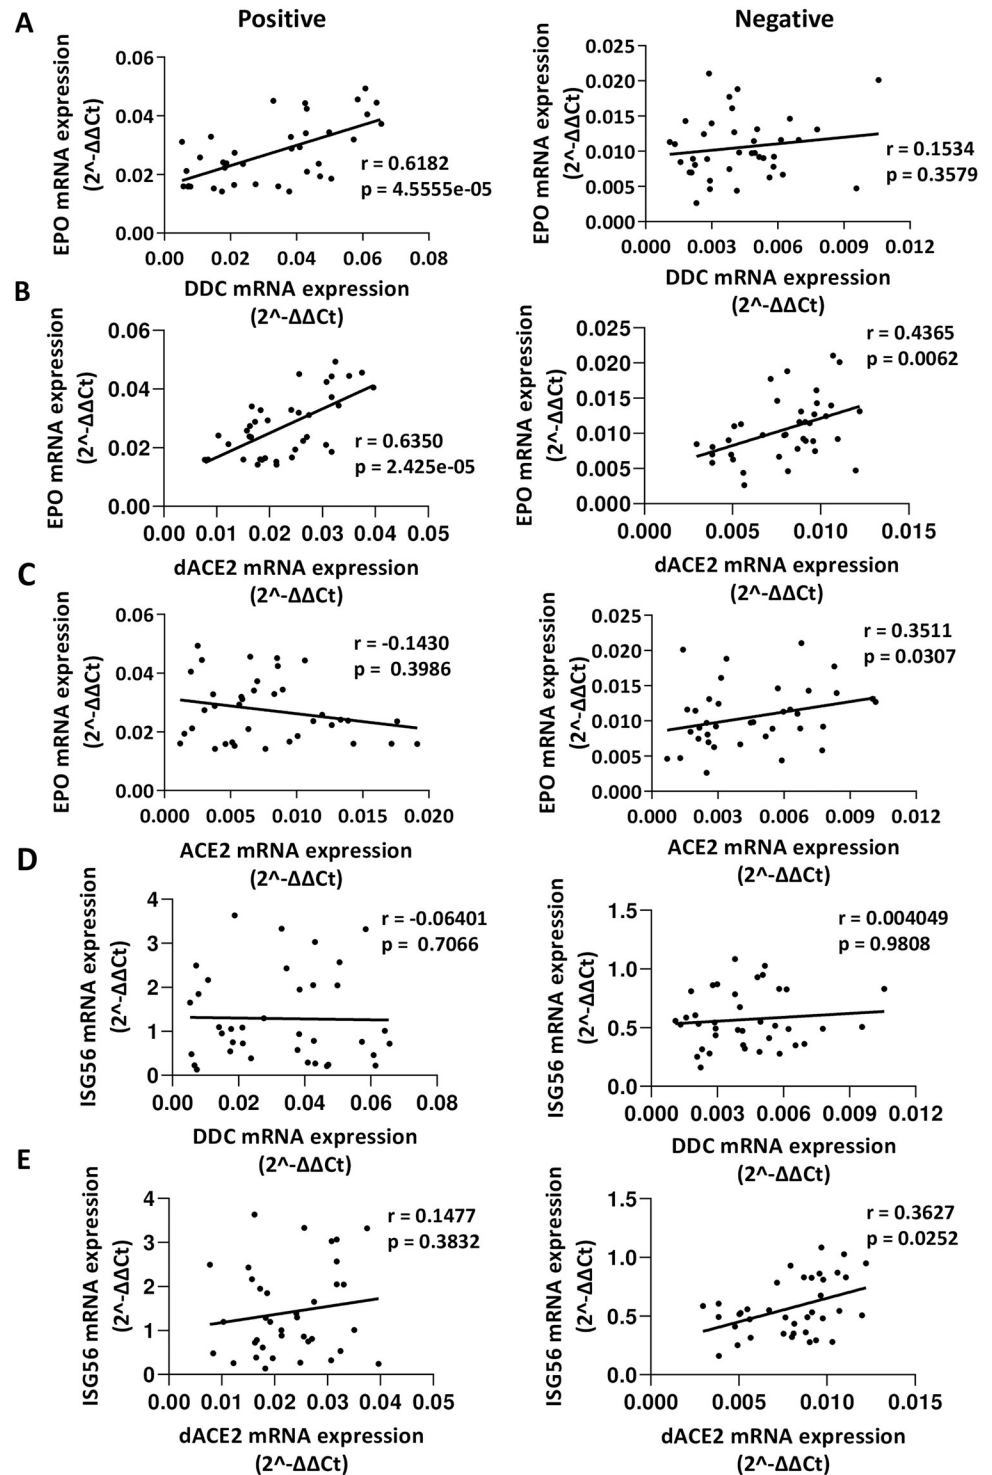 A
Positive
Negative
EPO mRNA expression
(2^-ΔΔCt)
0.06
0.04
0.02
0.00
r = 0.6182
p = 4.5555e-05
0.00 0.02 0.04 0.06 0.08
DDC mRNA expression
(2^-ΔΔCt)
EPO mRNA expression
(2^-ΔΔCt)
0.025
0.020
0.015
0.010
0.005
0.000
r = 0.1534
p = 0.3579
0.000 0.003 0.006 0.009 0.012
DDC mRNA expression
(2^-ΔΔCt)
B
EPO mRNA expression
(2^-ΔΔCt)
0.06
0.04
0.02
0.00
r = 0.6350
p = 2.425e-05
0.00 0.01 0.02 0.03 0.04 0.05
dACE2 mRNA expression
(2^-ΔΔCt)
EPO mRNA expression
(2^-ΔΔCt)
0.025
0.020
0.015
0.010
0.005
0.000
r = 0.4365
p = 0.0062
0.000 0.005 0.010 0.015
dACE2 mRNA expression
(2^-ΔΔCt)
C
EPO mRNA expression
(2^-ΔΔCt)
0.06
0.04
0.02
0.00
r = -0.1430
p = 0.3986
0.000 0.005 0.010 0.015 0.020
ACE2 mRNA expression
(2^-ΔΔCt)
EPO mRNA expression
(2^-ΔΔCt)
0.025
0.020
0.015
0.010
0.005
0.000
r = 0.3511
p = 0.0307
0.000 0.003 0.006 0.009 0.012
ACE2 mRNA expression
(2^-ΔΔCt)
D
ISG56 mRNA expression
(2^-ΔΔCt)
4
3
2
1
0
r = -0.06401
p = 0.7066
0.00 0.02 0.04 0.06 0.08
DDC mRNA expression
(2^-ΔΔCt)
ISG56 mRNA expression
(2^-ΔΔCt)
1.5
1.0
0.5
0.0
r = 0.004049
p = 0.9808
0.000 0.003 0.006 0.009 0.012
DDC mRNA expression
(2^-ΔΔCt)
E
ISG56 mRNA expression
(2^-ΔΔCt)
4
3
2
1
0
r = 0.1477
p = 0.3832
0.00 0.01 0.02 0.03 0.04 0.05
dACE2 mRNA expression
(2^-ΔΔCt)
ISG56 mRNA expression
(2^-ΔΔCt)
1.5
1.0
0.5
0.0
r = 0.3627
p = 0.0252
0.000 0.005 0.010 0.015
dACE2 mRNA expression
(2^-ΔΔCt)